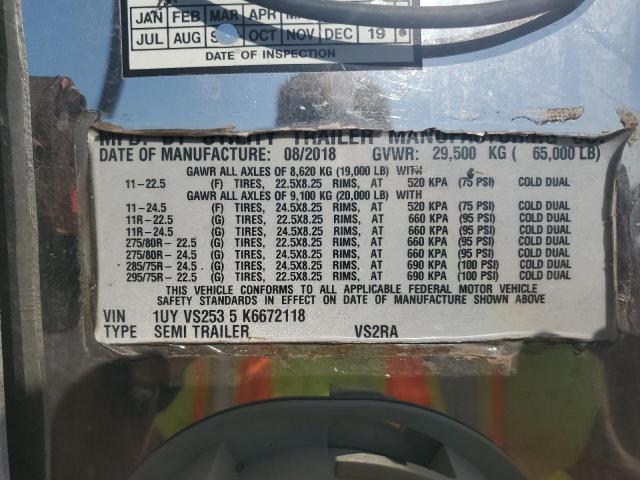 JAN FEB MAR APR
JUL AUG OCT NOV DEC 19
DATE OF INSPECTION
MFD. BY UTILITY TRAILER MANUFACTURING CO.
DATE OF MANUFACTURE: 08/2018 GVWR: 29,500 KG ( 65,000 LB)
GAWR ALL AXLES OF 8,620 KG (19,000 LB) WITH
11-22.5 (F) TIRES, 22.5X8.25 RIMS, AT 520 KPA (75 PSI) COLD DUAL
GAWR ALL AXLES OF 9,100 KG (20,000 LB) WITH
11-24.5 (F) TIRES, 24.5X8.25 RIMS, AT 520 KPA (75 PSI) COLD DUAL
11R-22.5 (G) TIRES, 22.5X8.25 RIMS, AT 660 KPA (95 PSI) COLD DUAL
11R-24.5 (G) TIRES, 24.5X8.25 RIMS, AT 660 KPA (95 PSI) COLD DUAL
275/80R-22.5 (G) TIRES, 22.5X8.25 RIMS, AT 660 KPA (95 PSI) COLD DUAL
275/80R-24.5 (G) TIRES, 24.5X8.25 RIMS, AT 660 KPA (95 PSI) COLD DUAL
285/75R-24.5 (G) TIRES, 24.5X8.25 RIMS, AT 690 KPA (100 PSI) COLD DUAL
295/75R-22.5 (G) TIRES, 22.5X8.25 RIMS, AT 690 KPA (100 PSI) COLD DUAL
THIS VEHICLE CONFORMS TO ALL APPLICABLE FEDERAL MOTOR VEHICLE
SAFETY STANDARDS IN EFFECT ON DATE OF MANUFACTURE SHOWN ABOVE
VIN 1UY VS253 5 K6672118
TYPE SEMI TRAILER VS2RA